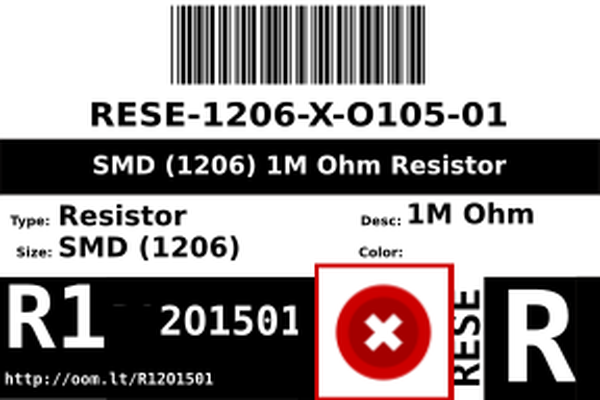 RESE-1206-X-O105-01
SMD (1206) 1M Ohm Resistor
Type: Resistor
Desc: 1M Ohm
Size: SMD (1206)
Color:
R1 201501
RESE
R
http://oom.lt/R1201501